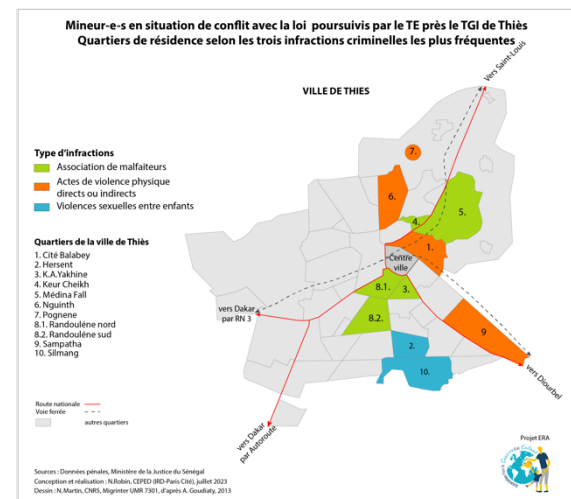 Mineur-e-s en situation de conflit avec la loi poursuivis par le TE près le TGI de Thiès
Quartiers de résidence selon les trois infractions criminelles les plus fréquentes
VILLE DE THIES
vers Saint-Louis
Type d'infractions
Association de malfaiteurs
Actes de violence physique
directs ou indirects
Violences sexuelles entre enfants
Quartiers de la ville de Thiès
1. Cité Balabey
2. Hersent
3. K.A.Yakhine
4. Keur Cheikh
5. Médina Fall
6. Nguinth
7. Pognene
8.1. Randoulène nord
8.2. Randoulène sud
9. Sampatha
10. Silmang
7.
6.
5.
4.
1.
Centre
ville
8.1.
3.
8.2.
2.
9
10.
vers Dakar
par RN 3
vers Diourbel
vers Dakar
par Autoroute
Route nationale
Voie ferrée
autres quartiers
Projet ERA
Sources : Données pénales, Ministère de la Justice du Sénégal
Conception et réalisation : N.Robin, CEPED (IRD-Paris Cité), juillet 2023
Dessin : N.Martin, CNRS, Migrinter UMR 7301, d'après A. Goudiaty, 2013